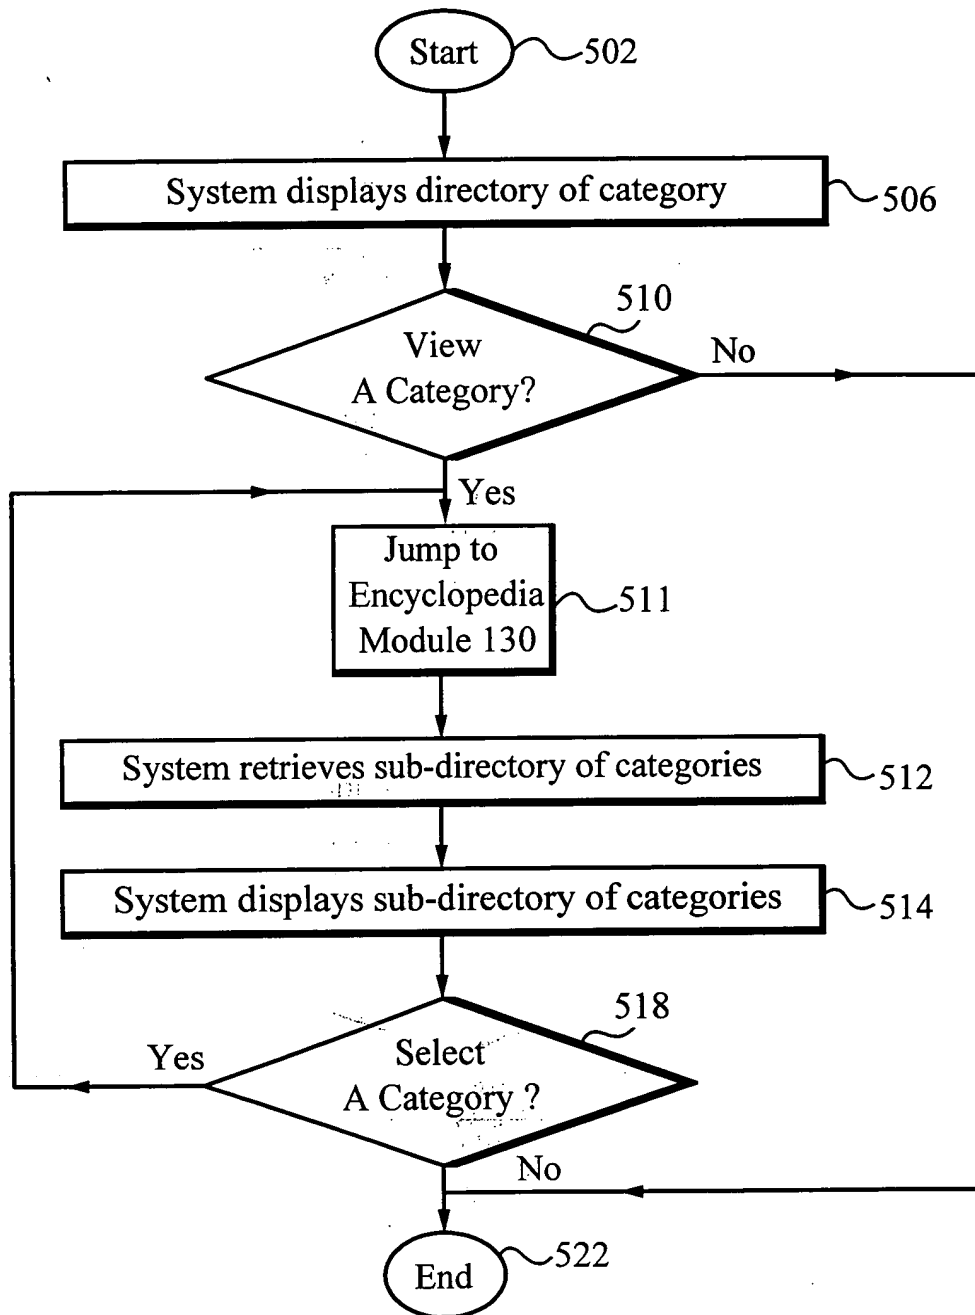 Start
502
System displays directory of category
506
510
View
A Category?
No
Yes
Jump to
Encyclopedia
Module 130
511
System retrieves sub-directory of categories
512
System displays sub-directory of categories
514
518
Yes
Select
A Category ?
No
End
522